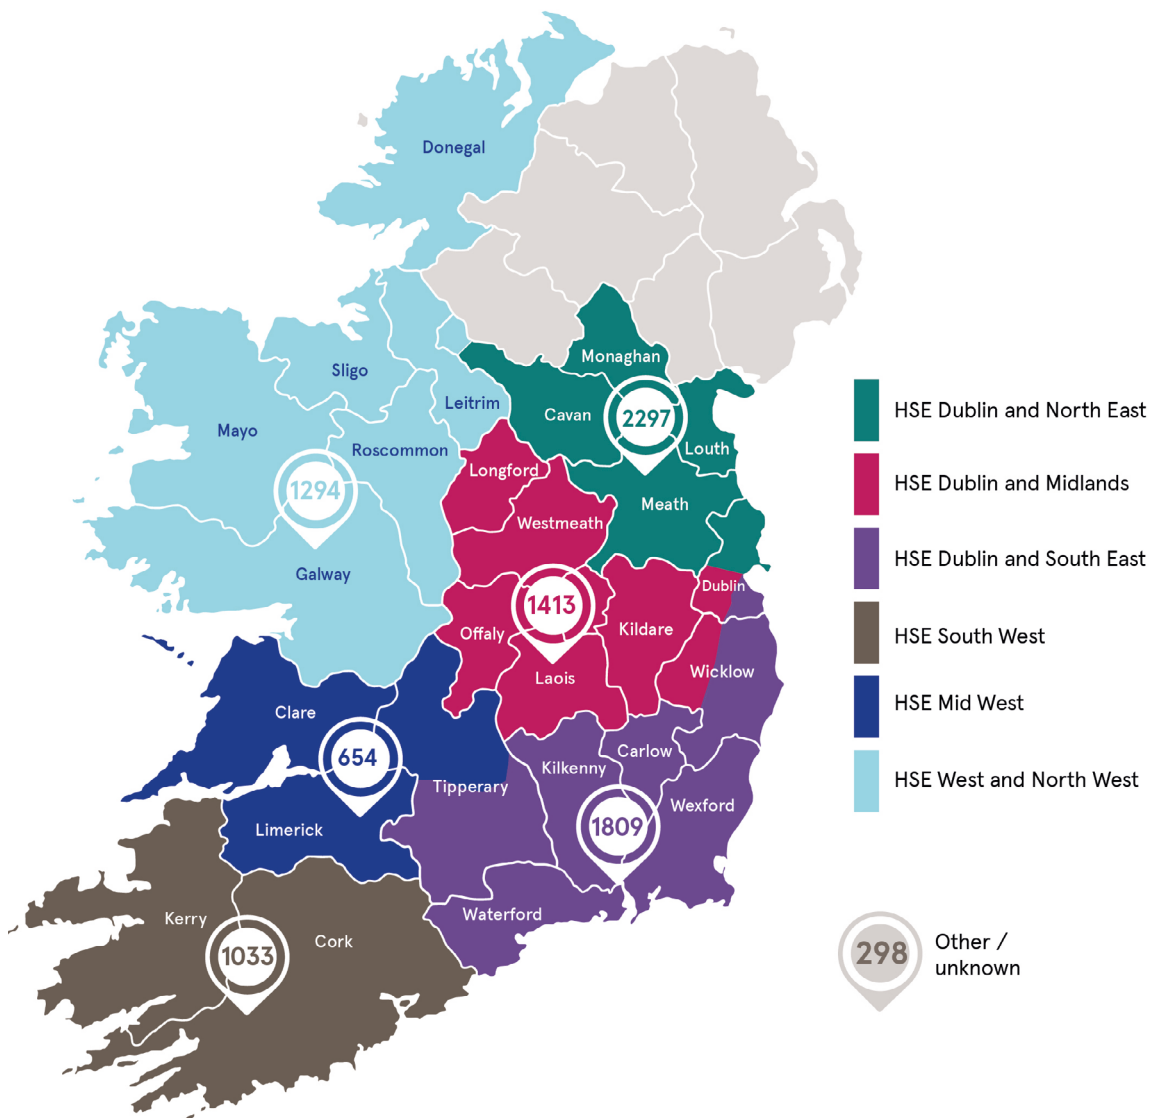 Donegal
Monaghan
Sligo
Leitrim
Cavan
2297
HSE Dublin and North East
Mayo
Roscommon
Louth
Longford
HSE Dublin and Midlands
1294
Meath
Westmeath
HSE Dublin and South East
Galway
Dublin
1413
Offaly
Kildare
HSE South West
Laois
Wicklow
Clare
HSE Mid West
654
Kilkenny
Carlow
HSE West and North West
Tipperary
Wexford
Limerick
1809
Kerry
Waterford
Cork
1033
298
Other /
unknown